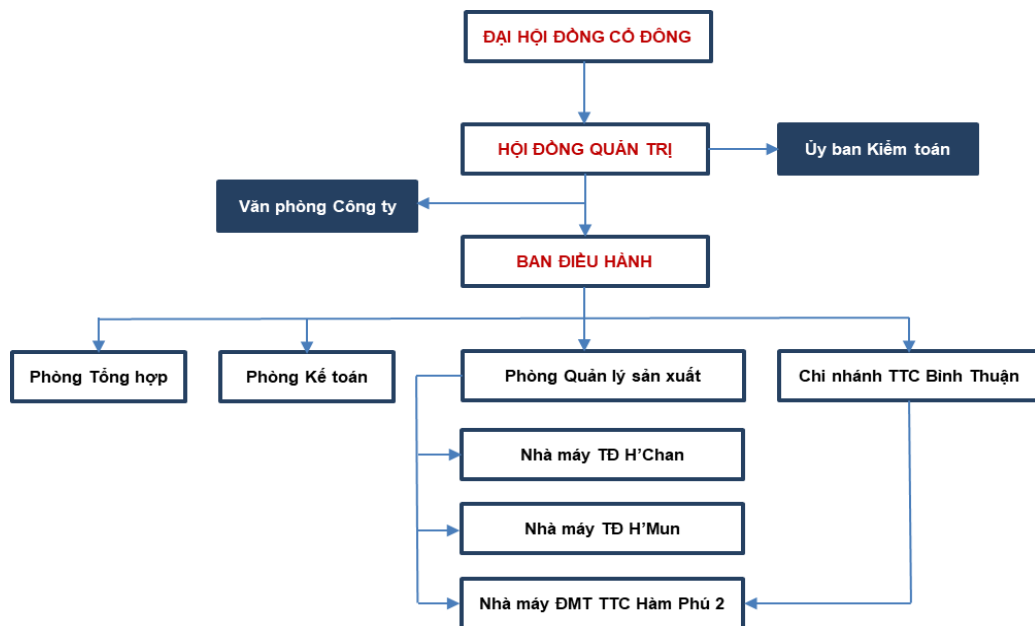 ĐẠI HỘI ĐỒNG CỔ ĐÔNG
HỘI ĐỒNG QUẢN TRỊ
Ủy ban Kiểm toán
Văn phòng Công ty
BAN ĐIỀU HÀNH
Phòng Tổng hợp
Phòng Kế toán
Phòng Quản lý sản xuất
Chi nhánh TTC Bình Thuận
Nhà máy TĐ H'Chan
Nhà máy TĐ H'Mun
Nhà máy ĐMT TTC Hàm Phú 2